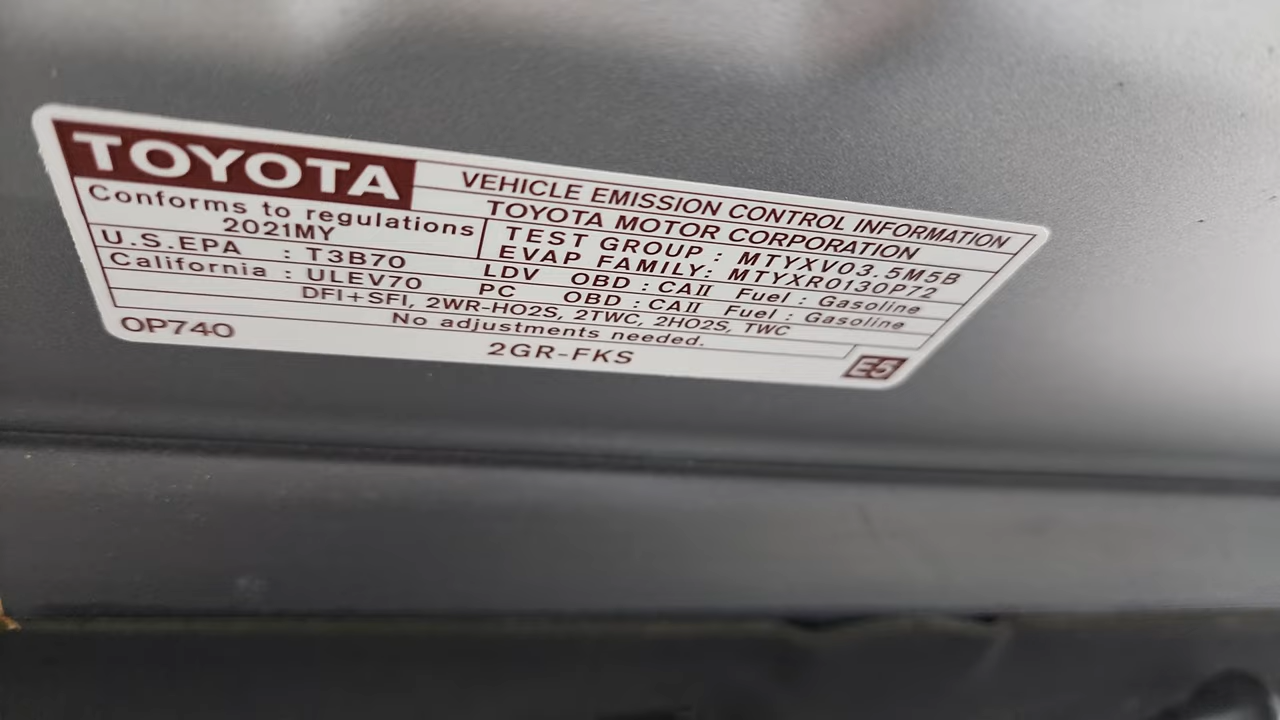 TOYOTA
VEHICLE EMISSION CONTROL INFORMATION
TOYOTA MOTOR CORPORATION
Conforms to regulations
2021MY
TEST GROUP : MTYXV03.5M5B
EVAP FAMILY: MTYXR0130P72
U.S.EPA : T3B70 LDV OBD : CAII Fuel : Gasoline
California : ULEV70 PC OBD : CAII Fuel : Gasoline
DFI+SFI, 2WR-HO2S, 2TWC, 2HO2S, TWC
No adjustments needed.
0P740 2GR-FKS E5